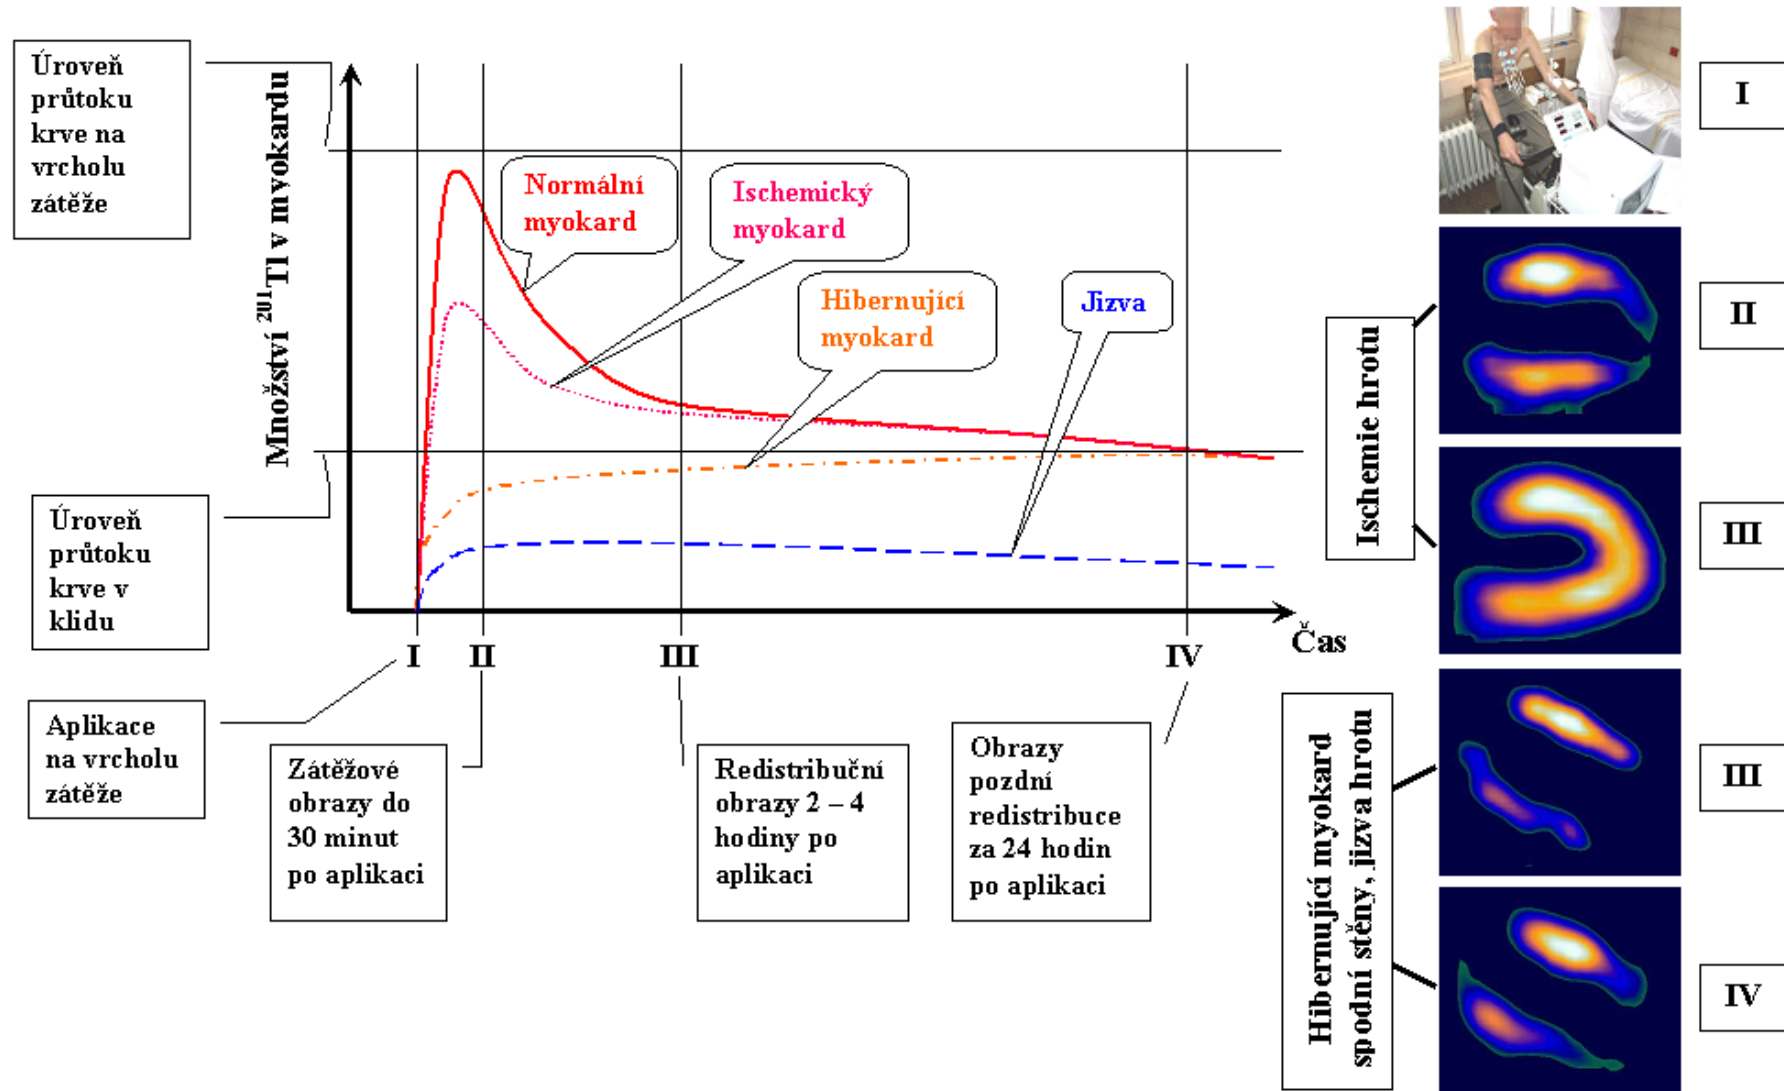 Úroveň
průtoku
krve na
vrcholu
zátěže
Množství ²⁰¹Tl v myokardu
Normální
myokard
Ischemický
myokard
Hibernující
myokard
Jizva
Úroveň
průtoku
krve v
klidu
I
II
III
IV
Čas
Aplikace
na vrcholu
zátěže
Zátěžové
obrazy do
30 minut
po aplikaci
Redistribuční
obrazy 2 – 4
hodiny po
aplikaci
Obrazy
pozdní
redistribuce
za 24 hodin
po aplikaci
Ischemie hrotu
Hibernující myokard
spodní stěny, jizva hrotu
I
II
III
III
IV